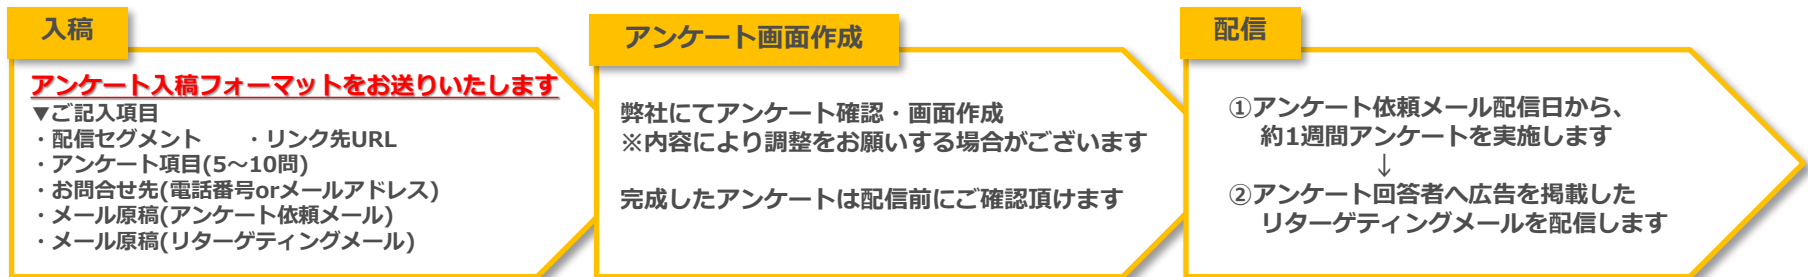 入稿
アンケート入稿フォーマットをお送りいたします
▼ご記入項目
・配信セグメント　　・リンク先URL
・アンケート項目(5～10問)
・お問合せ先(電話番号orメールアドレス)
・メール原稿(アンケート依頼メール)
・メール原稿(リターゲティングメール)
アンケート画面作成
弊社にてアンケート確認・画面作成
※内容により調整をお願いする場合がございます
完成したアンケートは配信前にご確認頂けます
配信
①アンケート依頼メール配信日から、
約1週間アンケートを実施します
↓
②アンケート回答者へ広告を掲載した
リターゲティングメールを配信します